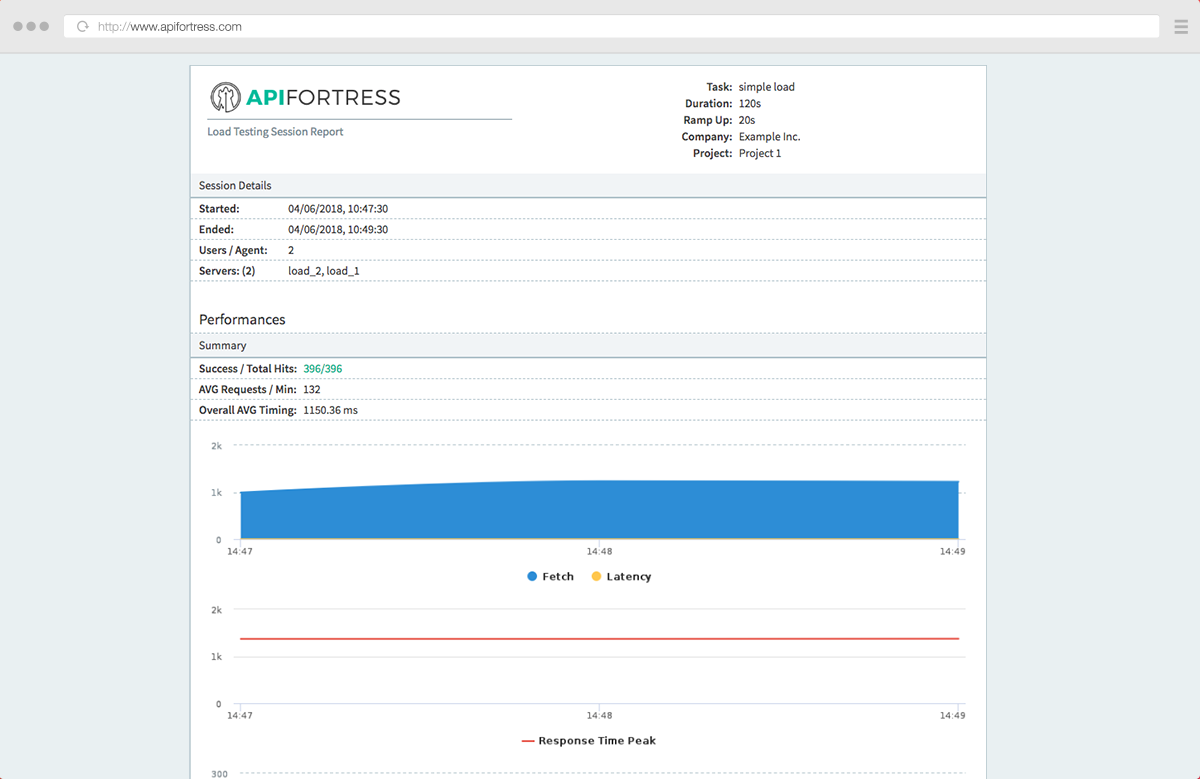 http://www.apifortress.com
APIFORTRESS
Load Testing Session Report
Task: simple load
Duration: 120s
Ramp Up: 20s
Company: Example Inc.
Project: Project 1
Session Details
Started: 04/06/2018, 10:47:30
Ended: 04/06/2018, 10:49:30
Users / Agent: 2
Servers: (2) load_2, load_1
Performances
Summary
Success / Total Hits: 396/396
AVG Requests / Min: 132
Overall AVG Timing: 1150.36 ms
2k
1k
0
14:47 14:48 14:49
Fetch Latency
2k
1k
0
14:47 14:48 14:49
Response Time Peak
300